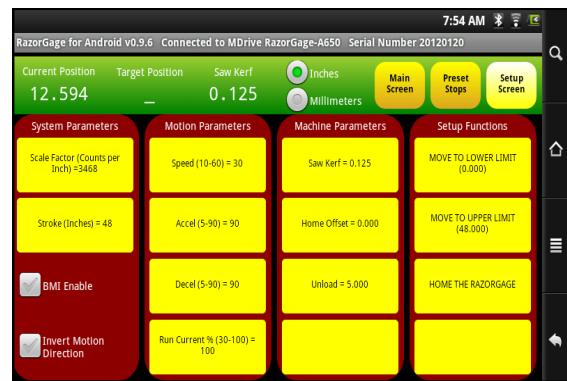 7:54 AM
RazorGage for Android v0.9.6 Connected to MDrive RazorGage-A650 Serial Number 20120120
Current Position
Target Position
Saw Kerf
12.594
_
0.125
Inches
Millimeters
Main
Screen
Preset
Stops
Setup
Screen
System Parameters
Scale Factor (Counts per
Inch) =3468
Stroke (Inches) = 48
BMI Enable
Invert Motion
Direction
Motion Parameters
Speed (10-60) = 30
Accel (5-90) = 90
Decel (5-90) = 90
Run Current % (30-100) =
100
Machine Parameters
Saw Kerf = 0.125
Home Offset = 0.000
Unload = 5.000
Setup Functions
MOVE TO LOWER LIMIT
(0.000)
MOVE TO UPPER LIMIT
(48.000)
HOME THE RAZORGAGE